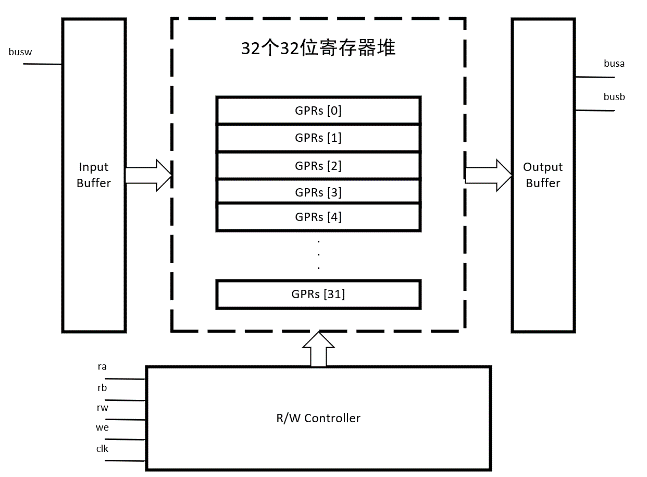 32个32位寄存器堆
busw
busa
busb
GPRs [0]
GPRs [1]
GPRs [2]
GPRs [3]
GPRs [4]
.
.
.
GPRs [31]
Input
Buffer
Output
Buffer
ra
rb
rw
we
clk
R/W Controller